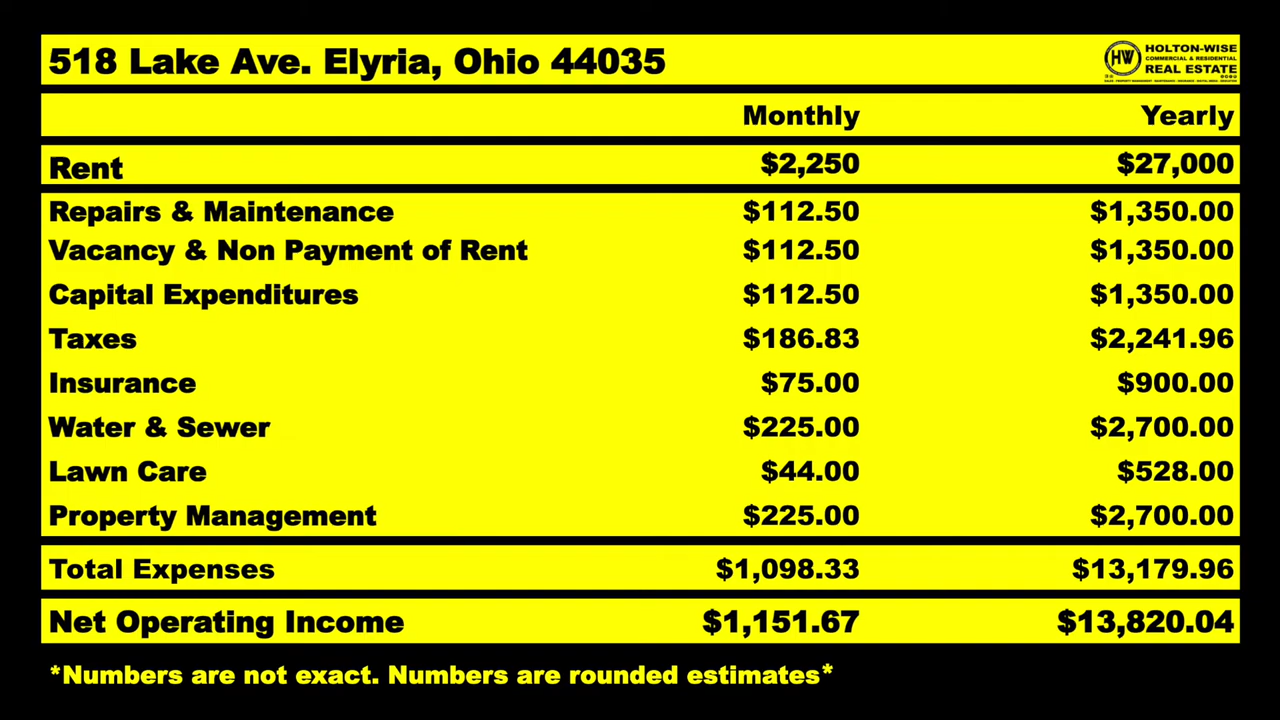 518 Lake Ave. Elyria, Ohio 44035
HW
HOLTON-WISE
COMMERCIAL & RESIDENTIAL
REAL ESTATE
Monthly Yearly
Rent $2,250 $27,000
Repairs & Maintenance $112.50 $1,350.00
Vacancy & Non Payment of Rent $112.50 $1,350.00
Capital Expenditures $112.50 $1,350.00
Taxes $186.83 $2,241.96
Insurance $75.00 $900.00
Water & Sewer $225.00 $2,700.00
Lawn Care $44.00 $528.00
Property Management $225.00 $2,700.00
Total Expenses $1,098.33 $13,179.96
Net Operating Income $1,151.67 $13,820.04
*Numbers are not exact. Numbers are rounded estimates*